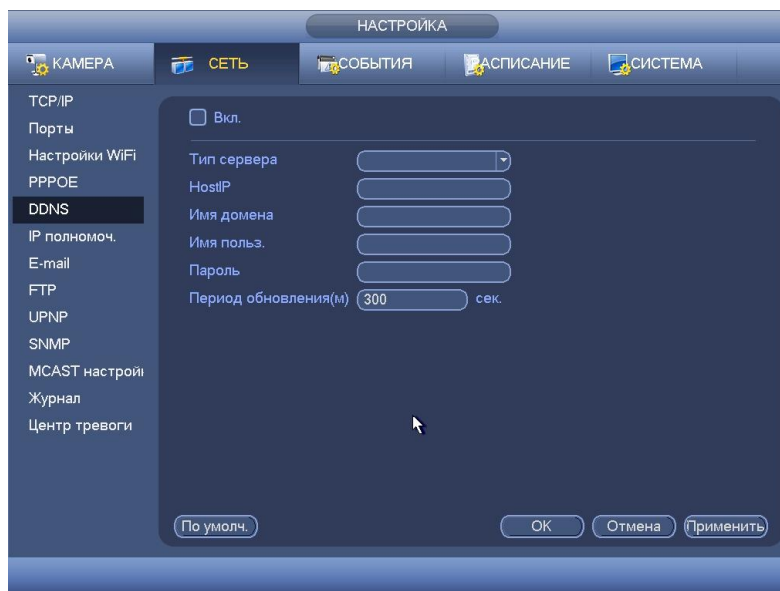 НАСТРОЙКА
КАМЕРА СЕТЬ СОБЫТИЯ РАСПИСАНИЕ СИСТЕМА
TCP/IP
Порты
Настройки WiFi
PPPOE
DDNS
IP полномоч.
E-mail
FTP
UPNP
SNMP
MCAST настрой
Журнал
Центр тревоги
Вкл.
Тип сервера
HostIP
Имя домена
Имя польз.
Пароль
Период обновления(м) 300 сек.
По умолч. OK Отмена Применить